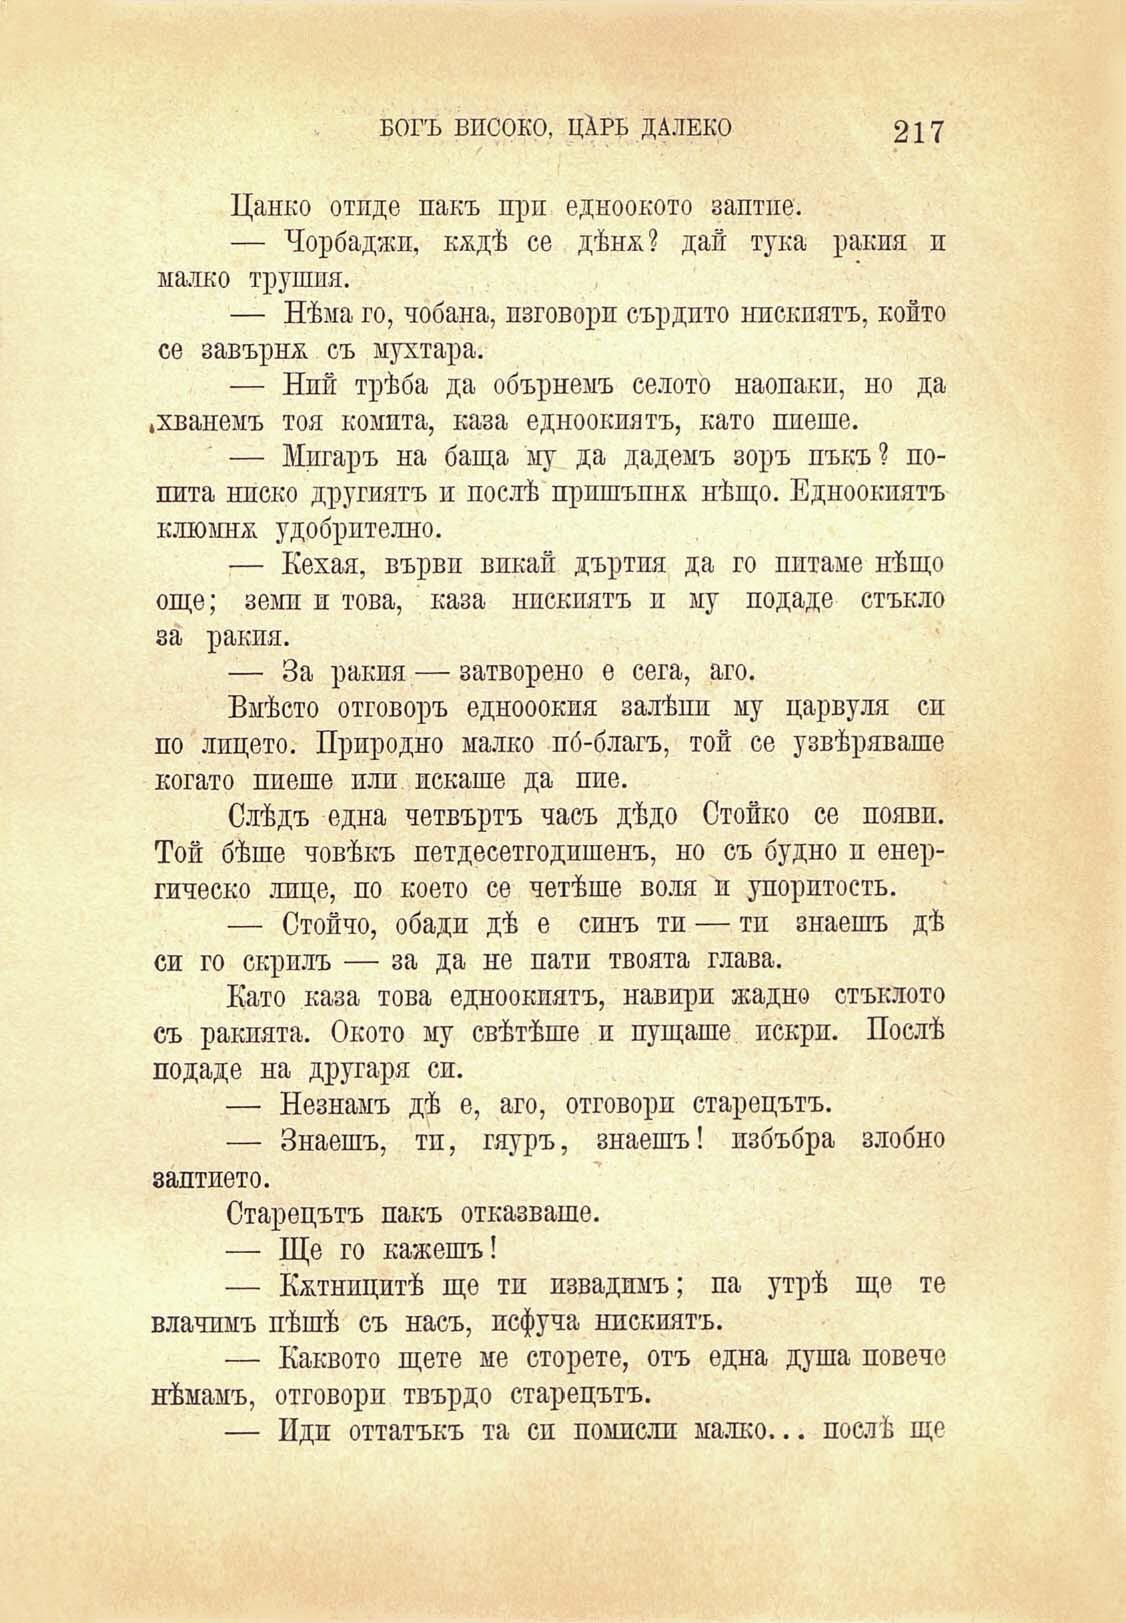 БОГЪ ВИСОКО, ЦАРЬ ДАЛЕКО 217
Цанко отиде пакъ при едноокото заптие.
— Чорбаджи, кѫдѣ се дѣнѫ? дай тука ракия и
малко трушия.
— Нѣма го, чобана, изговори сърдито нискиятъ, който
се завърнѫ съ мухтара.
— Ний трѣба да обърнемъ селото наопаки, но да
хванемъ тоя комита, каза едноокиятъ, като пиеше.
— Мигаръ на баща му да дадемъ зоръ пъкъ? по-
пита ниско другиятъ и послѣ пришъпнѫ нѣщо. Едноокиятъ
клюмнѫ удобрително.
— Кехая, върви викай дъртия да го питаме нѣщо
още; земи и това, каза нискиятъ и му подаде стъкло
за ракия.
— За ракия — затворено е сега, аго.
Вмѣсто отговоръ еднооокия залѣпи му царвуля си
по лицето. Природно малко по́-благъ, той се узвѣряваше
когато пиеше или искаше да пие.
Слѣдъ една четвъртъ часъ дѣдо Стойко се появи.
Той бѣше човѣкъ петдесетгодишенъ, но съ будно и енер-
гическо лице, по което се четѣше воля и упоритость.
— Стойчо, обади дѣ е синъ ти — ти знаешъ дѣ
си го скрилъ — за да не пати твоята глава.
Като каза това едноокиятъ, навири жадно стъклото
съ ракията. Окото му свѣтѣше и пущаше искри. Послѣ
подаде на другаря си.
— Незнамъ дѣ е, аго, отговори старецътъ.
— Знаешъ, ти, гяуръ, знаешъ! избъбра злобно
заптието.
Старецътъ пакъ отказваше.
— Ще го кажешъ!
— Кѫтницитѣ ще ти извадимъ; па утрѣ ще те
влачимъ пѣшѣ съ насъ, исфуча нискиятъ.
— Каквото щете ме сторете, отъ една душа повече
нѣмамъ, отговори твърдо старецътъ.
— Иди оттатъкъ та си помисли малко... послѣ ще